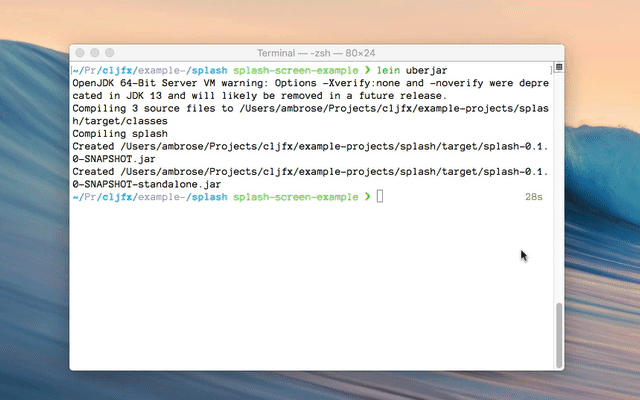 Terminal — -zsh — 80×24
[~/Pr/cljfx/example-/splash splash-screen-example ❯ lein uberjar ]
OpenJDK 64-Bit Server VM warning: Options -Xverify:none and -noverify were depre
cated in JDK 13 and will likely be removed in a future release.
Compiling 3 source files to /Users/ambrose/Projects/cljfx/example-projects/splas
h/target/classes
Compiling splash
Created /Users/ambrose/Projects/cljfx/example-projects/splash/target/splash-0.1.
0-SNAPSHOT.jar
Created /Users/ambrose/Projects/cljfx/example-projects/splash/target/splash-0.1.
0-SNAPSHOT-standalone.jar
~/Pr/cljfx/example-/splash splash-screen-example ❯ 28s